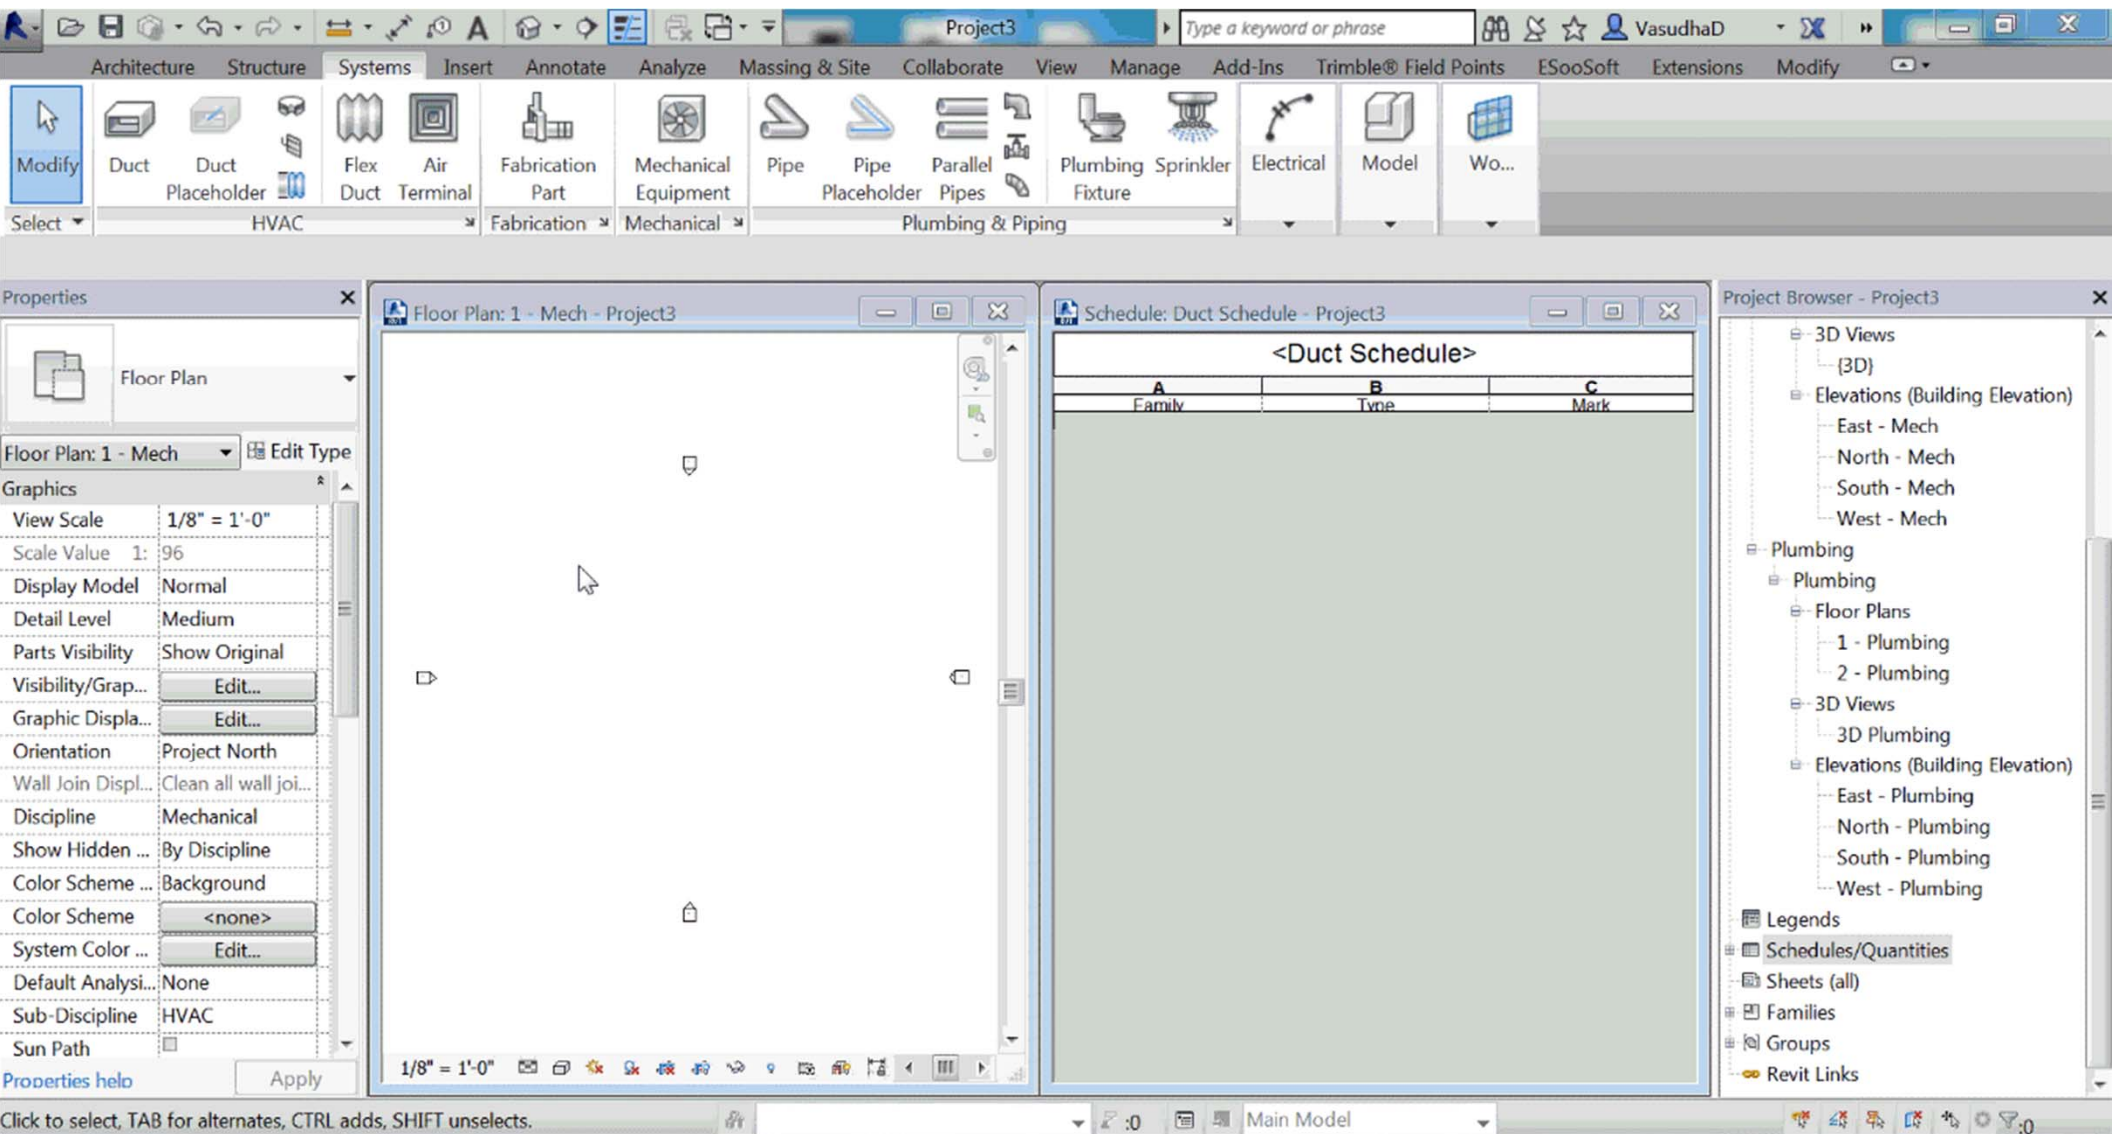 Project3
Type a keyword or phrase
VasudhaD
Architecture Structure Systems Insert Annotate Analyze Massing & Site Collaborate View Manage Add-Ins Trimble® Field Points ESooSoft Extensions Modify
Modify
Duct
Duct Placeholder
Flex Duct
Air Terminal
Fabrication Part
Mechanical Equipment
Pipe
Pipe Placeholder
Parallel Pipes
Plumbing Fixture
Sprinkler
Electrical
Model
Wo...
Select
HVAC
Fabrication
Mechanical
Plumbing & Piping
Properties
Floor Plan
Floor Plan: 1 - Mech
Edit Type
Graphics
View Scale 1/8" = 1'-0"
Scale Value 1: 96
Display Model Normal
Detail Level Medium
Parts Visibility Show Original
Visibility/Grap... Edit...
Graphic Displa... Edit...
Orientation Project North
Wall Join Displ... Clean all wall joi...
Discipline Mechanical
Show Hidden ... By Discipline
Color Scheme ... Background
Color Scheme <none>
System Color ... Edit...
Default Analysi... None
Sub-Discipline HVAC
Sun Path
Properties help
Apply
Floor Plan: 1 - Mech - Project3
1/8" = 1'-0"
Schedule: Duct Schedule - Project3
<Duct Schedule>
A B C
Family Type Mark
Project Browser - Project3
3D Views
{3D}
Elevations (Building Elevation)
East - Mech
North - Mech
South - Mech
West - Mech
Plumbing
Plumbing
Floor Plans
1 - Plumbing
2 - Plumbing
3D Views
3D Plumbing
Elevations (Building Elevation)
East - Plumbing
North - Plumbing
South - Plumbing
West - Plumbing
Legends
Schedules/Quantities
Sheets (all)
Families
Groups
Revit Links
Click to select, TAB for alternates, CTRL adds, SHIFT unselects.
:0
Main Model
:0